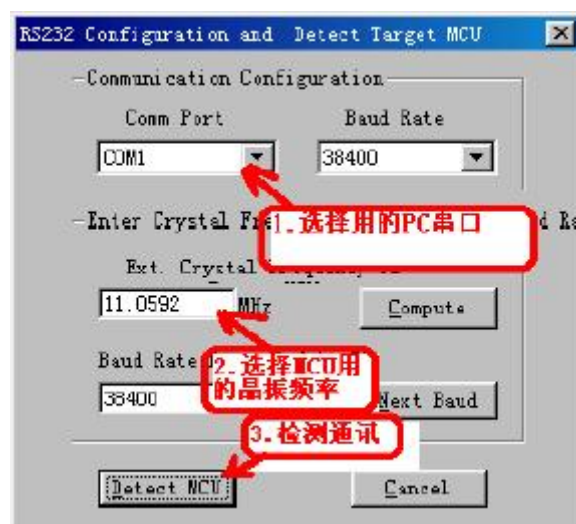 RS232 Configuration and Detect Target MCU
Communication Configuration
Comm Port
Baud Rate
COM1
38400
Enter Crystal
1.选择用的PC串口
Ext. Crystal
11.0592
MHz
Compute
Baud Rate
2.选择MCU用
的晶振频率
38400
Next Baud
3.检测通讯
Detect MCU
Cancel